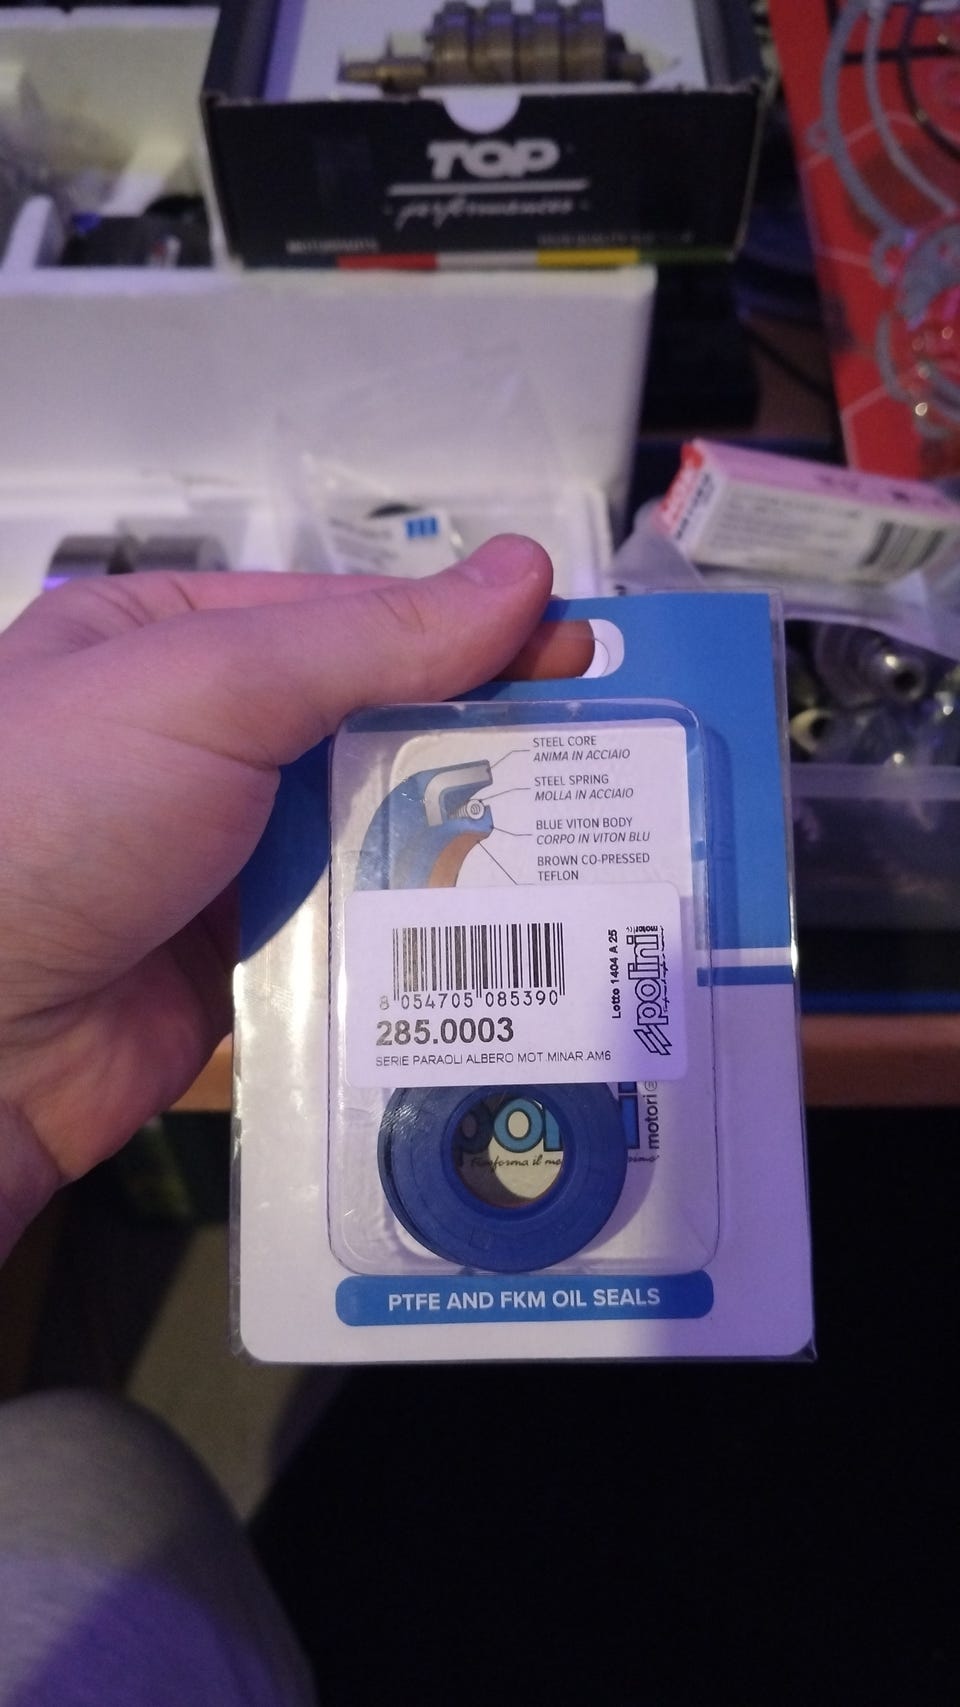 TOP
performances
STEEL CORE
ANIMA IN ACCIAIO
STEEL SPRING
MOLLA IN ACCIAIO
BLUE VITON BODY
CORPO IN VITON BLU
BROWN CO-PRESSED
TEFLON
8 054705 085390
285.0003
SERIE PARAOLI ALBERO MOT.MINAR.AM6
Lotto 1404 A 25
polini
motori
motori
PTFE AND FKM OIL SEALS